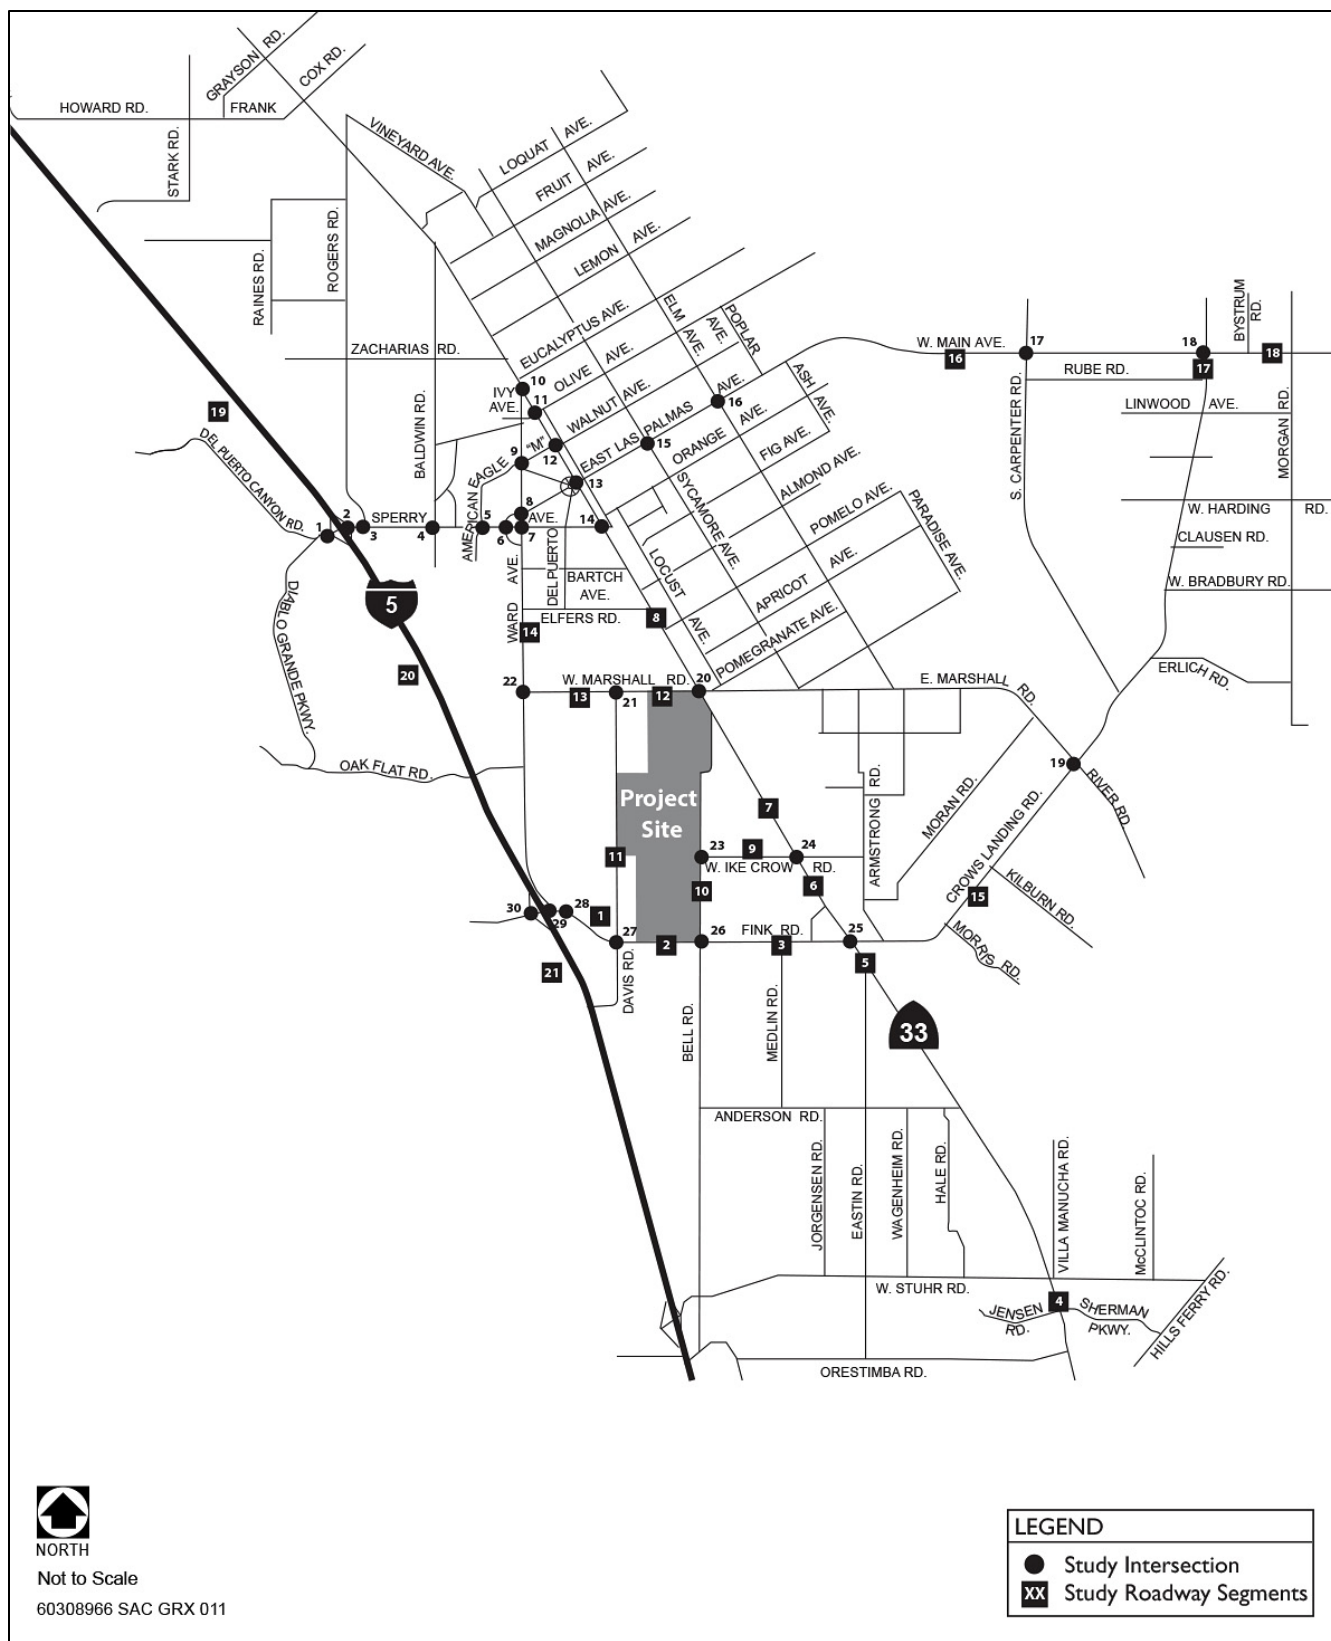 GRAYSON RD.
COX RD.
HOWARD RD.
FRANK
STARK RD.
VINEYARD AVE.
LOQUAT AVE.
FRUIT AVE.
MAGNOLIA AVE.
LEMON AVE.
RAINES RD.
ROGERS RD.
EUCALYPTUS AVE.
ELM AVE.
POPLAR AVE.
BYSTRUM RD.
ZACHARIAS RD.
OLIVE AVE.
W. MAIN AVE.
16
17
18
17
18
RUBE RD.
10
IVY AVE.
11
WALNUT AVE.
16
ASH AVE.
LINWOOD AVE.
MORGAN RD.
S. CARPENTER RD.
19
BALDWIN RD.
DEL PUERTO CANYON RD.
9
"M"
12
EAST LAS PALMAS AVE.
15
ORANGE AVE.
FIG AVE.
13
AMERICAN EAGLE
SYCAMORE AVE.
ALMOND AVE.
POMELO AVE.
PARADISE AVE.
W. HARDING RD.
CLAUSEN RD.
W. BRADBURY RD.
1
2
3
SPERRY AVE.
4
5
6
7
8
14
DEL PUERTO
BARTCH AVE.
LOCUST AVE.
APRICOT AVE.
POMEGRANATE AVE.
5
DIABLO GRANDE PKWY.
WARD AVE.
ELFERS RD.
8
14
20
ERLICH RD.
22
W. MARSHALL RD.
13
21
12
20
E. MARSHALL RD.
OAK FLAT RD.
19
RIVER RD.
Project
Site
7
ARMSTRONG RD.
MORAN RD.
11
23
9
24
W. IKE CROW RD.
10
6
CROWS LANDING RD.
15
KILBURN RD.
30
29
28
1
27
2
26
FINK RD.
3
25
5
MORRIS RD.
21
DAVIS RD.
BELL RD.
MEDLIN RD.
33
ANDERSON RD.
JORGENSEN RD.
EASTIN RD.
WAGENHEIM RD.
HALE RD.
VILLA MANUCHA RD.
McCLINTOC RD.
W. STUHR RD.
JENSEN RD.
4
SHERMAN PKWY.
HILLS FERRY RD.
ORESTIMBA RD.
NORTH
Not to Scale
60308966 SAC GRX 011
LEGEND
Study Intersection
XX Study Roadway Segments